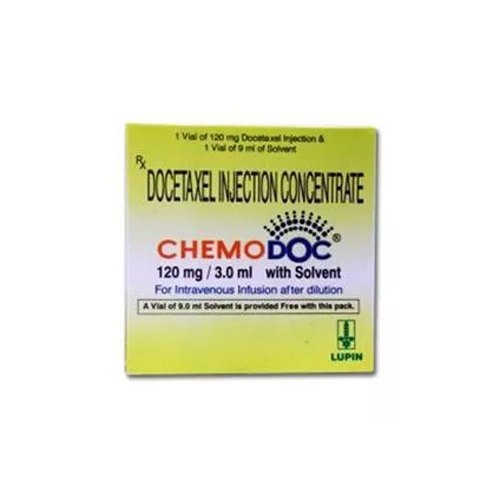 1 Vial of 120 mg Docetaxel Injection &
1 Vial of 9 ml of Solvent
Rx DOCETAXEL INJECTION CONCENTRATE
CHEMODOC®
120 mg / 3.0 ml with Solvent
For Intravenous Infusion after dilution
A Vial of 9.0 ml Solvent is provided Free with this pack.
LUPIN